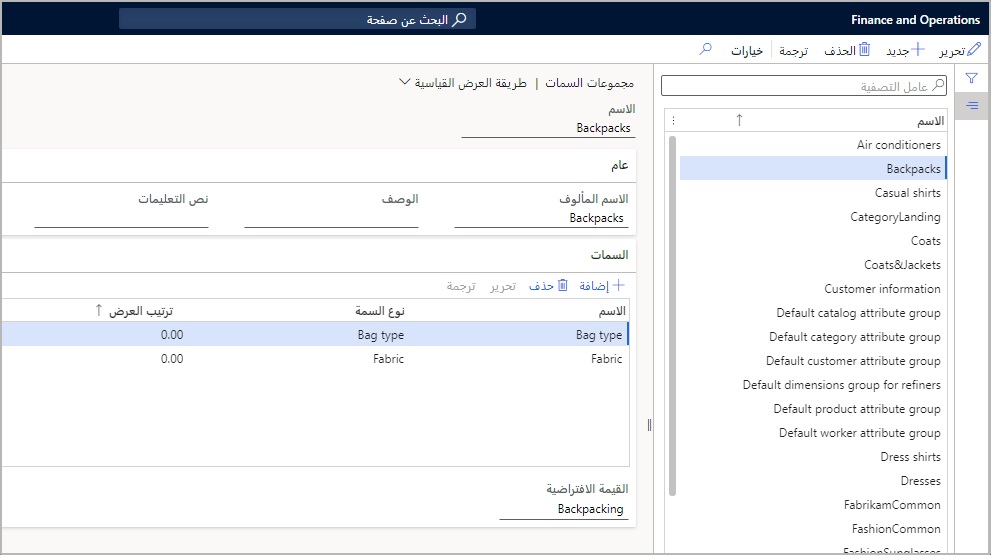 Finance and Operations
البحث عن صفحة
تحرير
جديد
الحذف
ترجمة
خيارات
عامل التصفية
الاسم
Air conditioners
Backpacks
Casual shirts
CategoryLanding
Coats
Coats&Jackets
Customer information
Default catalog attribute group
Default category attribute group
Default customer attribute group
Default dimensions group for refiners
Default product attribute group
Default worker attribute group
Dress shirts
Dresses
FabrikamCommon
FashionCommon
FashionSunglasses
مجموعات السمات | طريقة العرض القياسية
الاسم
Backpacks
عام
الاسم المألوف
الوصف
نص التعليمات
Backpacks
السمات
إضافة
حذف
تحرير
ترجمة
الاسم
نوع السمة
ترتيب العرض
Bag type
Bag type
0.00
Fabric
Fabric
0.00
القيمة الافتراضية
Backpacking